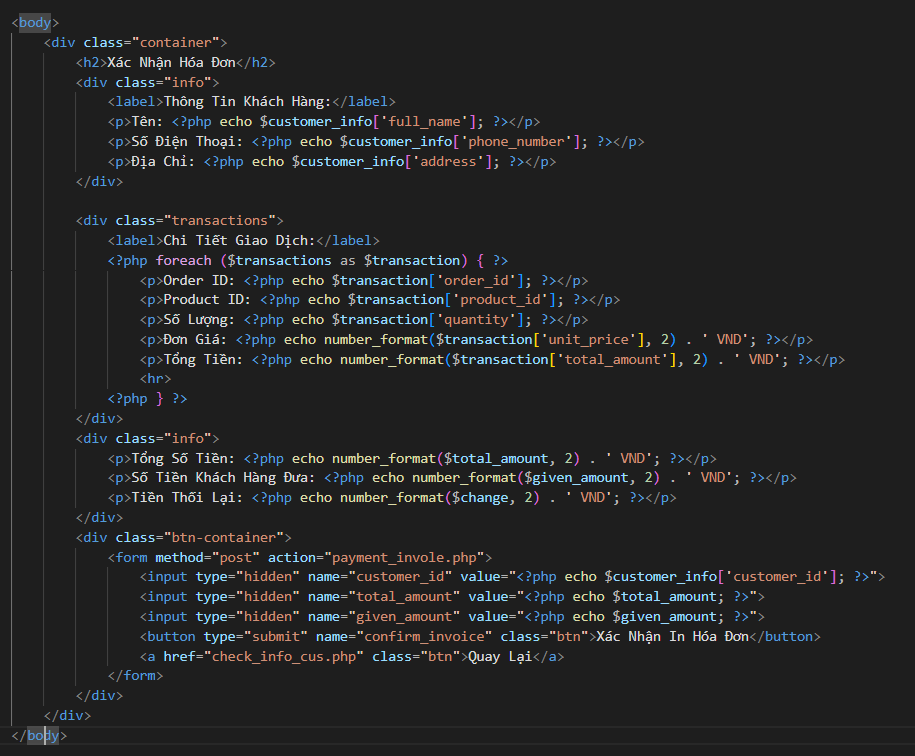 <body>
<div class="container">
<h2>Xác Nhận Hóa Đơn</h2>
<div class="info">
<label>Thông Tin Khách Hàng:</label>
<p>Tên: <?php echo $customer_info['full_name']; ?></p>
<p>Số Điện Thoại: <?php echo $customer_info['phone_number']; ?></p>
<p>Địa Chỉ: <?php echo $customer_info['address']; ?></p>
</div>
<div class="transactions">
<label>Chi Tiết Giao Dịch:</label>
<?php foreach ($transactions as $transaction) { ?>
<p>Order ID: <?php echo $transaction['order_id']; ?></p>
<p>Product ID: <?php echo $transaction['product_id']; ?></p>
<p>Số Lượng: <?php echo $transaction['quantity']; ?></p>
<p>Đơn Giá: <?php echo number_format($transaction['unit_price'], 2) . ' VND'; ?></p>
<p>Tổng Tiền: <?php echo number_format($transaction['total_amount'], 2) . ' VND'; ?></p>
<hr>
<?php } ?>
</div>
<div class="info">
<p>Tổng Số Tiền: <?php echo number_format($total_amount, 2) . ' VND'; ?></p>
<p>Số Tiền Khách Hàng Đưa: <?php echo number_format($given_amount, 2) . ' VND'; ?></p>
<p>Tiền Thối Lại: <?php echo number_format($change, 2) . ' VND'; ?></p>
</div>
<div class="btn-container">
<form method="post" action="payment_invole.php">
<input type="hidden" name="customer_id" value="<?php echo $customer_info['customer_id']; ?>">
<input type="hidden" name="total_amount" value="<?php echo $total_amount; ?>">
<input type="hidden" name="given_amount" value="<?php echo $given_amount; ?>">
<button type="submit" name="confirm_invoice" class="btn">Xác Nhận In Hóa Đơn</button>
<a href="check_info_cus.php" class="btn">Quay Lại</a>
</form>
</div>
</div>
</body>